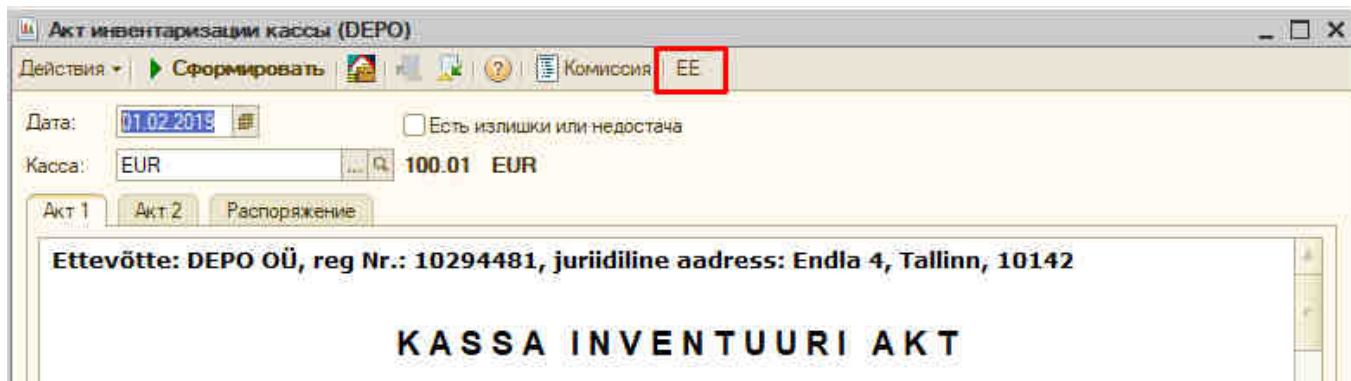 Акт инвентаризации кассы (DEPO)
Действия Сформировать Комиссия EE
Дата: 01.02.2019 Есть излишки или недостача
Касса: EUR ... 100.01 EUR
Акт 1 Акт 2 Распоряжение
Ettevõtte: DEPO OÜ, reg Nr.: 10294481, juriidiline aadress: Endla 4, Tallinn, 10142
KASSA INVENTUURI AKT